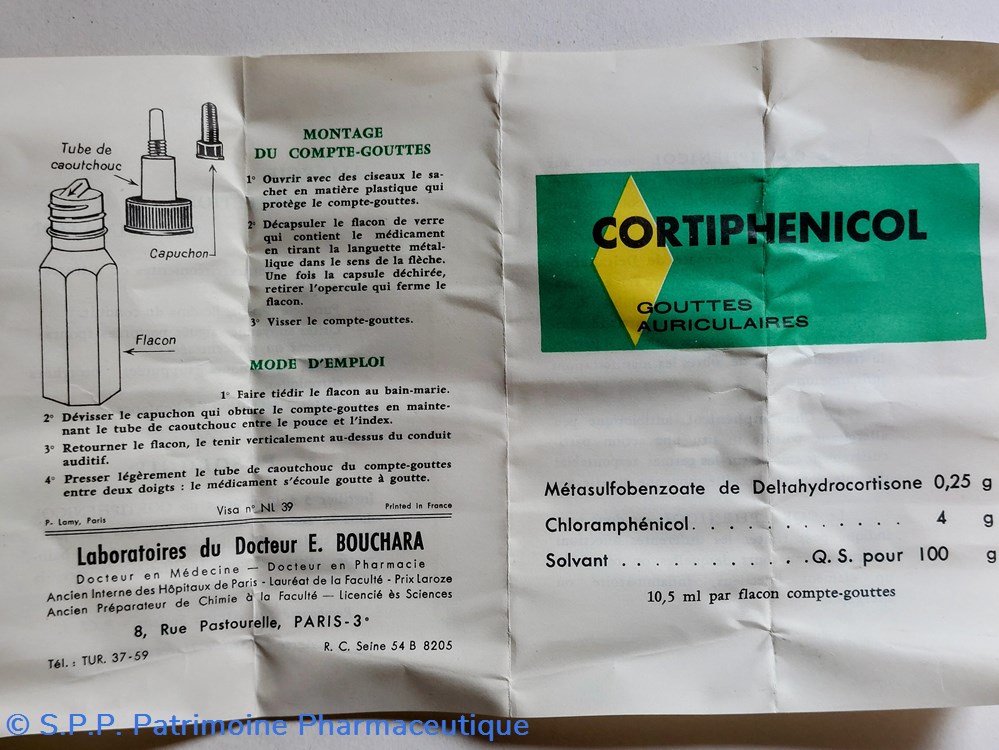 Tube de
caoutchouc
Capuchon
Flacon
MONTAGE
DU COMPTE-GOUTTES
1° Ouvrir avec des ciseaux le sa-
chet en matière plastique qui
protège le compte-gouttes.
2° Décapsuler le flacon de verre
qui contient le médicament
en tirant la languette métal-
lique dans le sens de la flèche.
Une fois la capsule déchirée,
retirer l'opercule qui ferme le
flacon.
3° Visser le compte-gouttes.
MODE D'EMPLOI
1° Faire tiédir le flacon au bain-marie.
2° Dévisser le capuchon qui obture le compte-gouttes en mainte-
nant le tube de caoutchouc entre le pouce et l'index.
3° Retourner le flacon, le tenir verticalement au-dessus du conduit
auditif.
4° Presser légèrement le tube de caoutchouc du compte-gouttes
entre deux doigts : le médicament s'écoule goutte à goutte.
P. Lamy, Paris Visa n° NL 39 Printed in France
Laboratoires du Docteur E. BOUCHARA
Docteur en Médecine — Docteur en Pharmacie
Ancien Interne des Hôpitaux de Paris - Lauréat de la Faculté - Prix Laroze
Ancien Préparateur de Chimie à la Faculté — Licencié ès Sciences
8, Rue Pastourelle, PARIS-3°
Tél. : TUR. 37-59 R. C. Seine 54 B 8205
CORTIPHENICOL
GOUTTES
AURICULAIRES
Métasulfobenzoate de Deltahydrocortisone 0,25 g
Chloramphénicol. . . . . . . . . . . . . 4 g
Solvant . . . . . . . . . . . . Q. S. pour 100 g
10,5 ml par flacon compte-gouttes
© S.P.P. Patrimoine Pharmaceutique